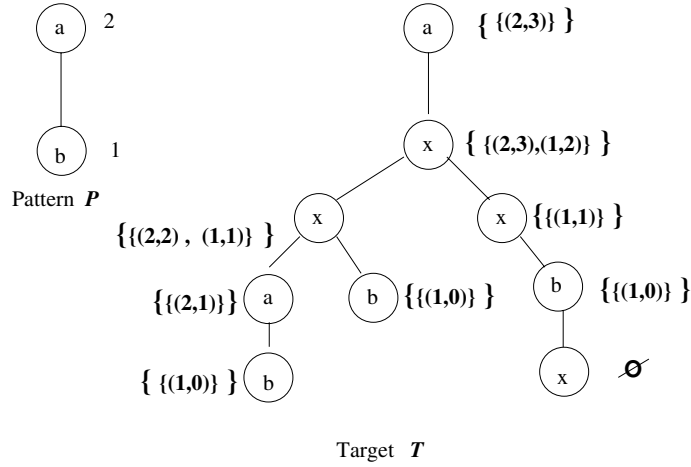 a 2
a { {(2,3)} }
b 1
x { {(2,3),(1,2)} }
Pattern P
x
x {{(1,1)} }
{{(2,2) , (1,1)} }
{{(2,1)}} a
b {{(1,0)} }
b {{(1,0)} }
{ {(1,0)} } b
x ø
Target T